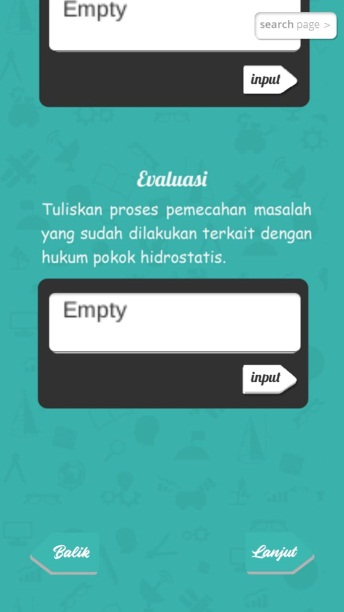 Empty
search page >
input
Evaluasi
Tuliskan proses pemecahan masalah
yang sudah dilakukan terkait dengan
hukum pokok hidrostatis.
Empty
input
Balik
Lanjut